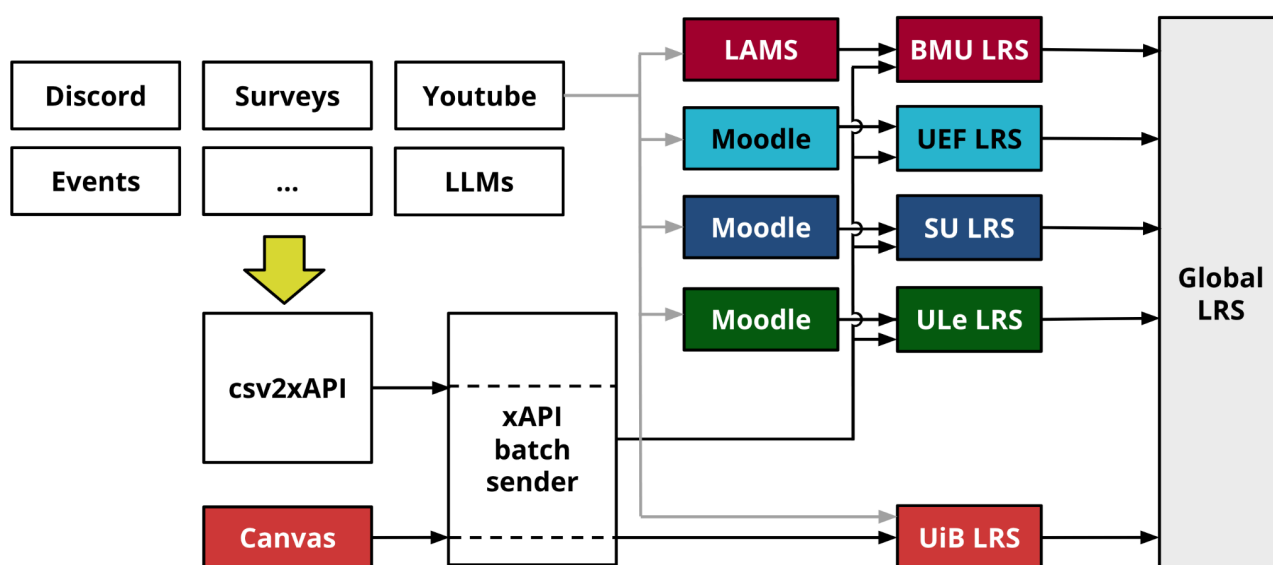 LAMS
BMU LRS
Discord
Surveys
Youtube
Moodle
UEF LRS
Events
...
LLMs
Moodle
SU LRS
Global
LRS
Moodle
ULe LRS
csv2xAPI
xAPI
batch
sender
Canvas
UiB LRS